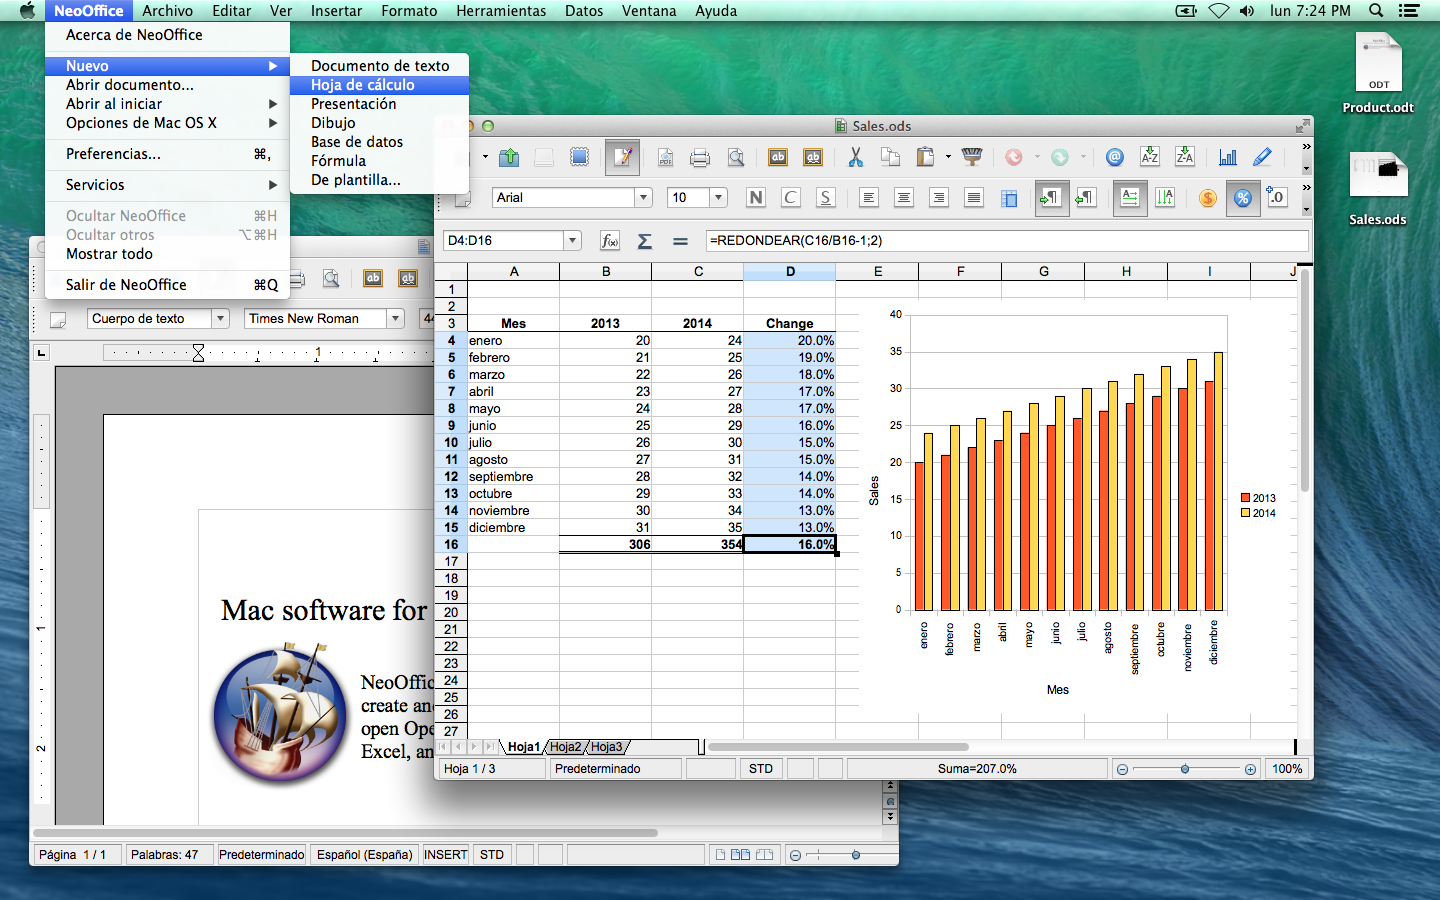 NeoOffice Archivo Editar Ver Insertar Formato Herramientas Datos Ventana Ayuda lun 7:24 PM
Acerca de NeoOffice
Nuevo
Abrir documento...
Abrir al iniciar
Opciones de Mac OS X
Preferencias... ⌘,
Servicios
Ocultar NeoOffice ⌘H
Ocultar otros ⌥⌘H
Mostrar todo
Salir de NeoOffice ⌘Q
Documento de texto
Hoja de cálculo
Presentación
Dibujo
Base de datos
Fórmula
De plantilla...
ODT
Product.odt
Sales.ods
Sales.ods
Arial 10 N C S
D4:D16 f(x) Σ = =REDONDEAR(C16/B16-1;2)
A B C D E F G H I J
1
2
3 Mes 2013 2014 Change
4 enero 20 24 20.0%
5 febrero 21 25 19.0%
6 marzo 22 26 18.0%
7 abril 23 27 17.0%
8 mayo 24 28 17.0%
9 junio 25 29 16.0%
10 julio 26 30 15.0%
11 agosto 27 31 15.0%
12 septiembre 28 32 14.0%
13 octubre 29 33 14.0%
14 noviembre 30 34 13.0%
15 diciembre 31 35 13.0%
16 306 354 16.0%
17
18
19
20
21
22
23
24
25
26
27
40
35
30
25
20
15
10
5
0
Sales
enero febrero marzo abril mayo junio julio agosto septiembre octubre noviembre diciembre
Mes
2013
2014
Hoja1 Hoja2 Hoja3
Hoja 1 / 3 Predeterminado STD Suma=207.0% 100%
Cuerpo de texto Times New Roman 44
1
1
2
Mac software for
NeoOffic
create and
open Ope
Excel, an
Página 1 / 1 Palabras: 47 Predeterminado Español (España) INSERT STD